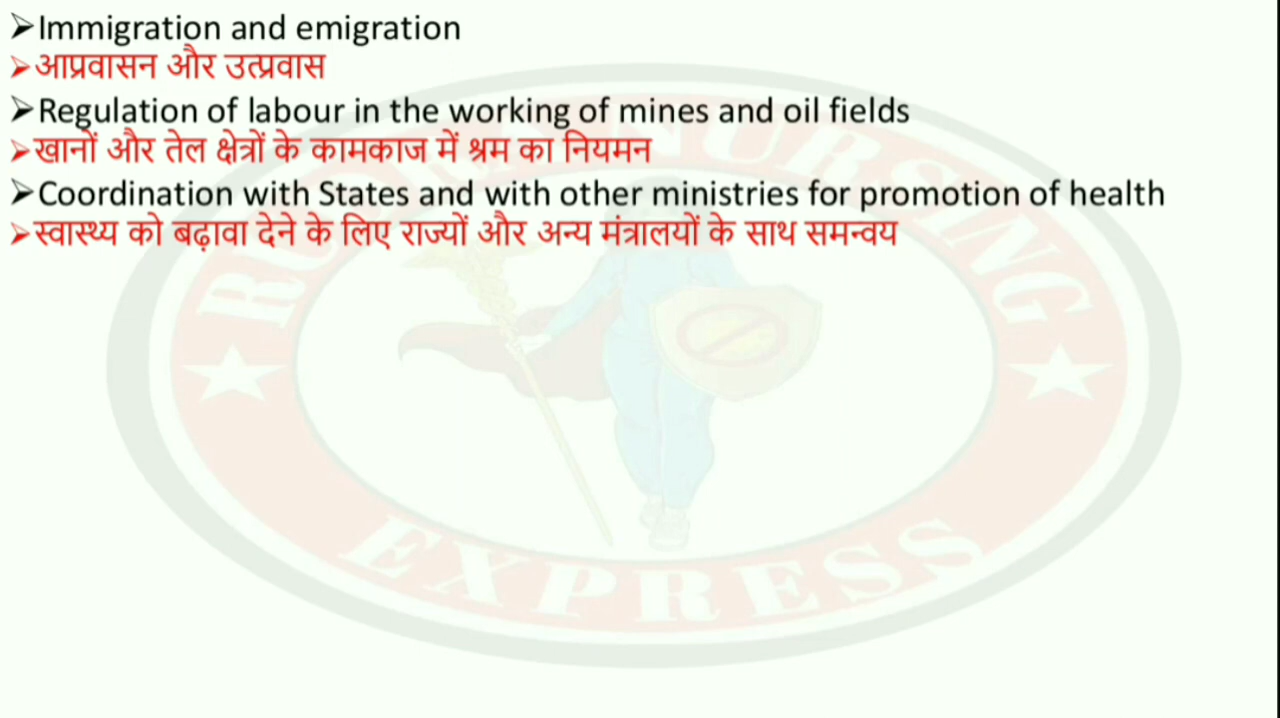 ➢Immigration and emigration
➢आप्रवासन और उत्प्रवास
➢Regulation of labour in the working of mines and oil fields
➢खानों और तेल क्षेत्रों के कामकाज में श्रम का नियमन
➢Coordination with States and with other ministries for promotion of health
➢स्वास्थ्य को बढ़ावा देने के लिए राज्यों और अन्य मंत्रालयों के साथ समन्वय
NURSING
EXPRESS